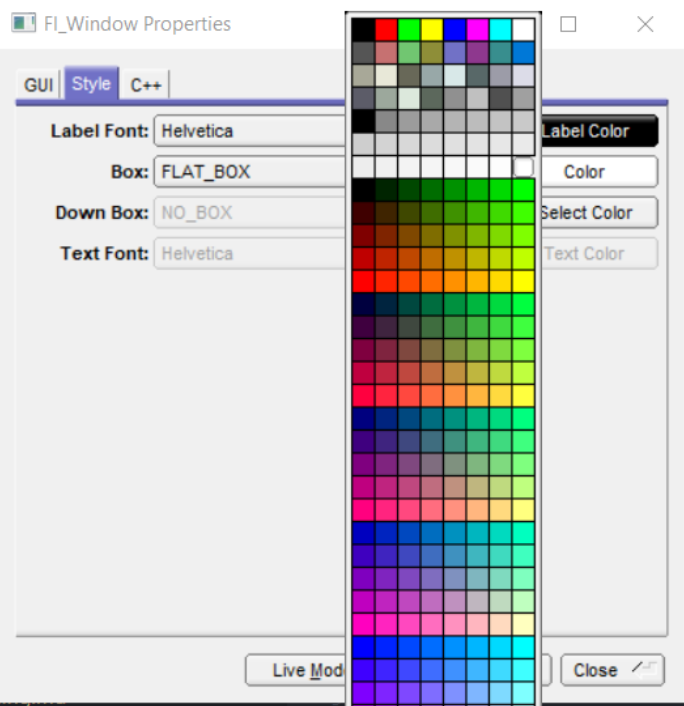 Fl_Window Properties
GUI Style C++
Label Font: Helvetica Label Color
Box: FLAT_BOX Color
Down Box: NO_BOX Select Color
Text Font: Helvetica Text Color
Live Mod Close